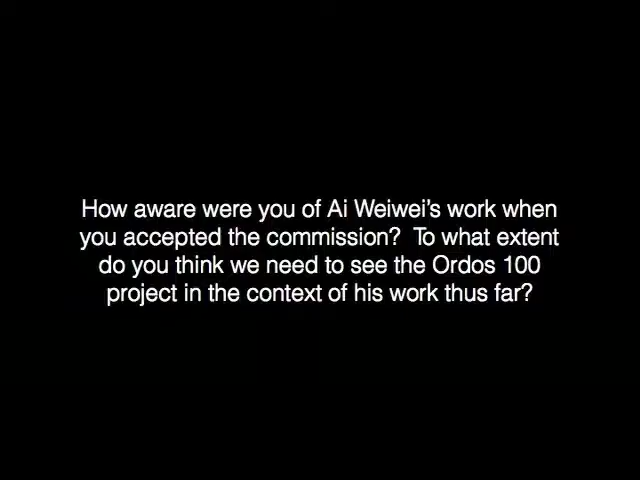 How aware were you of Ai Weiwei's work when
you accepted the commission?  To what extent
do you think we need to see the Ordos 100
project in the context of his work thus far?